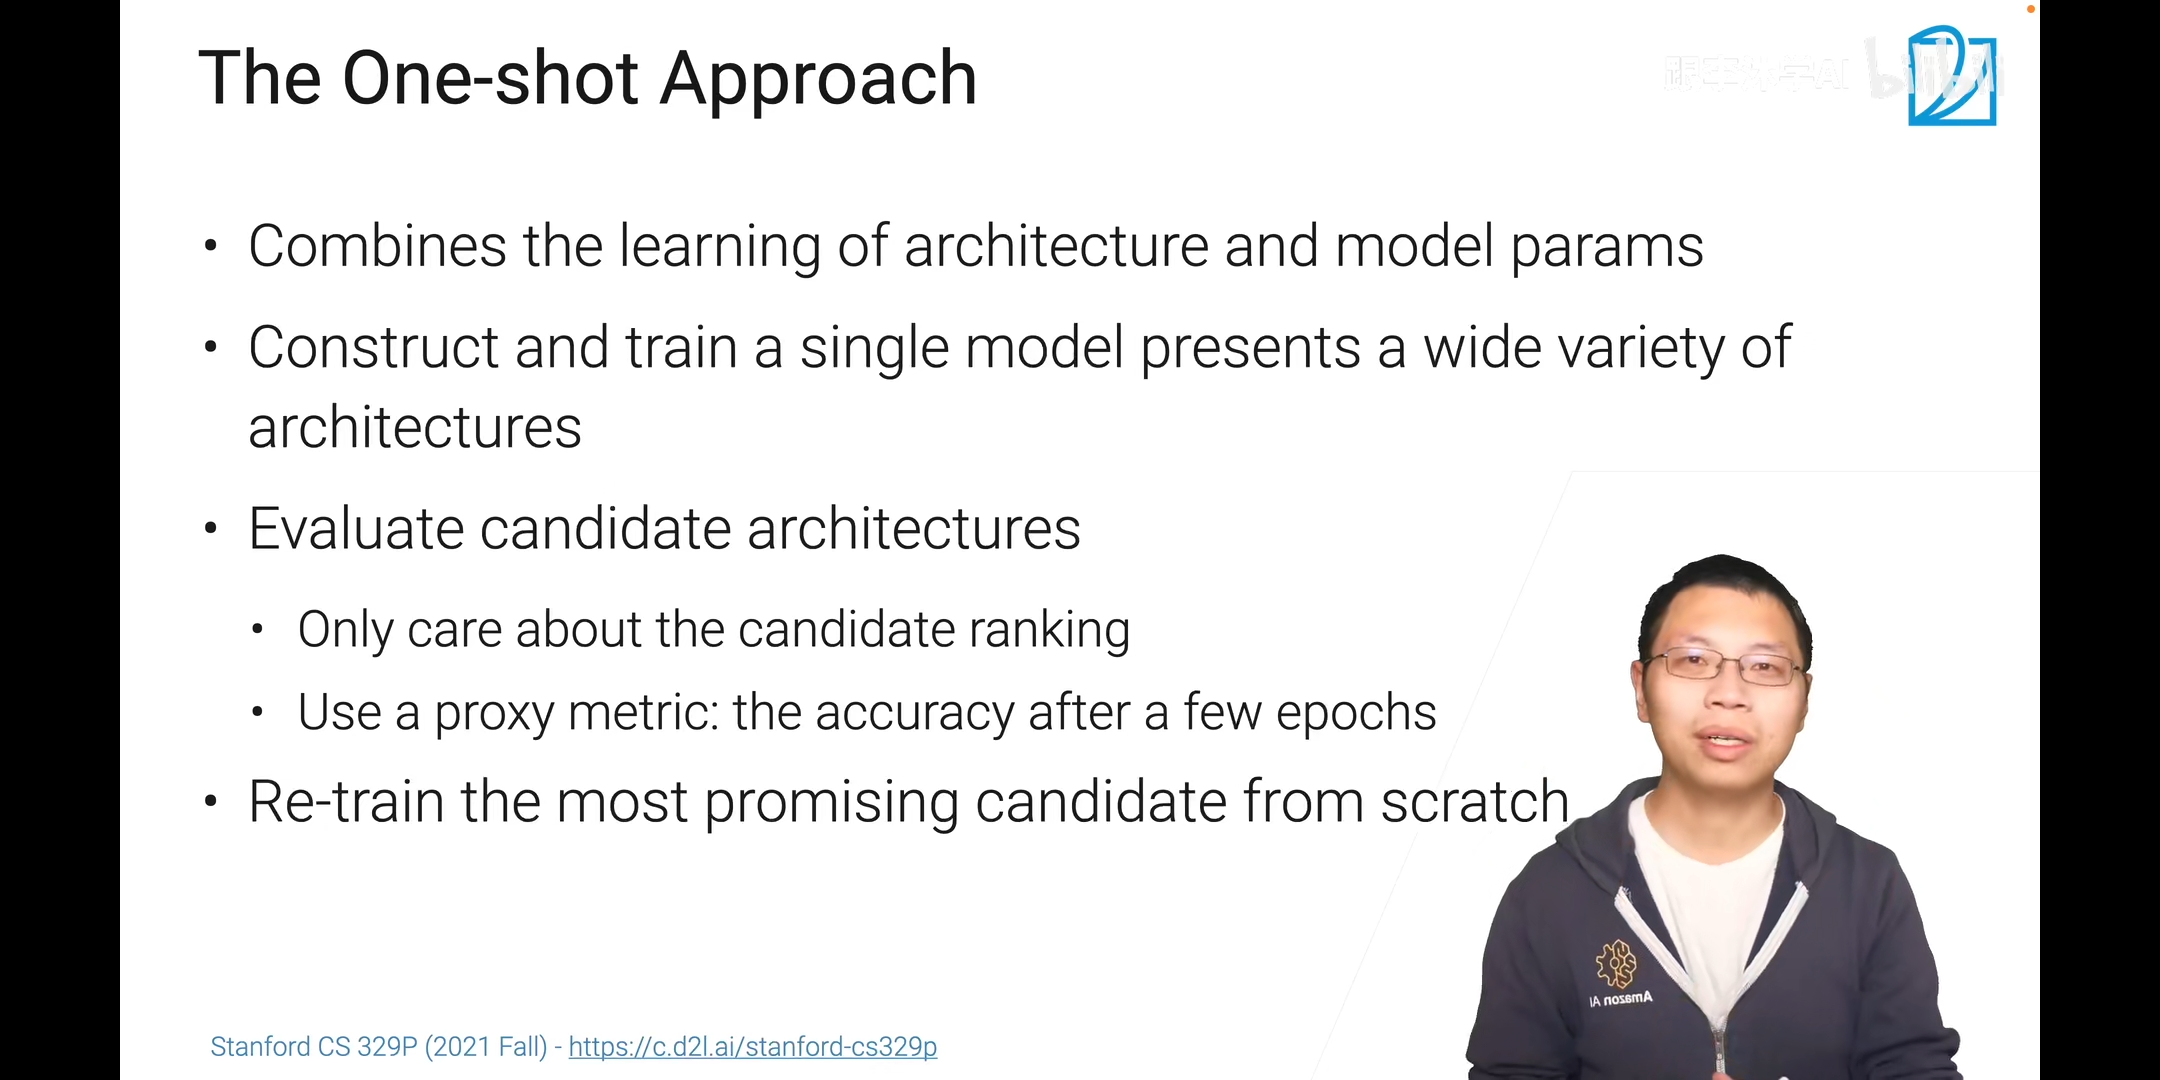 The One-shot Approach
跟李沐学AI bilibili
• Combines the learning of architecture and model params
• Construct and train a single model presents a wide variety of
architectures
• Evaluate candidate architectures
• Only care about the candidate ranking
• Use a proxy metric: the accuracy after a few epochs
• Re-train the most promising candidate from scratch
Amazon AI
Stanford CS 329P (2021 Fall) - https://c.d2l.ai/stanford-cs329p